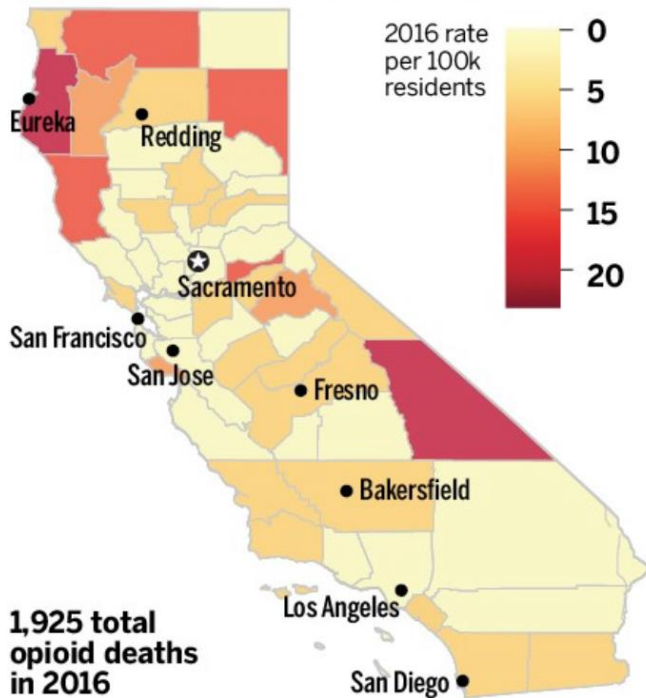 2016 rate
per 100k
residents
0
5
10
15
20
Eureka
Redding
Sacramento
San Francisco
San Jose
Fresno
Bakersfield
Los Angeles
San Diego
1,925 total
opioid deaths
in 2016